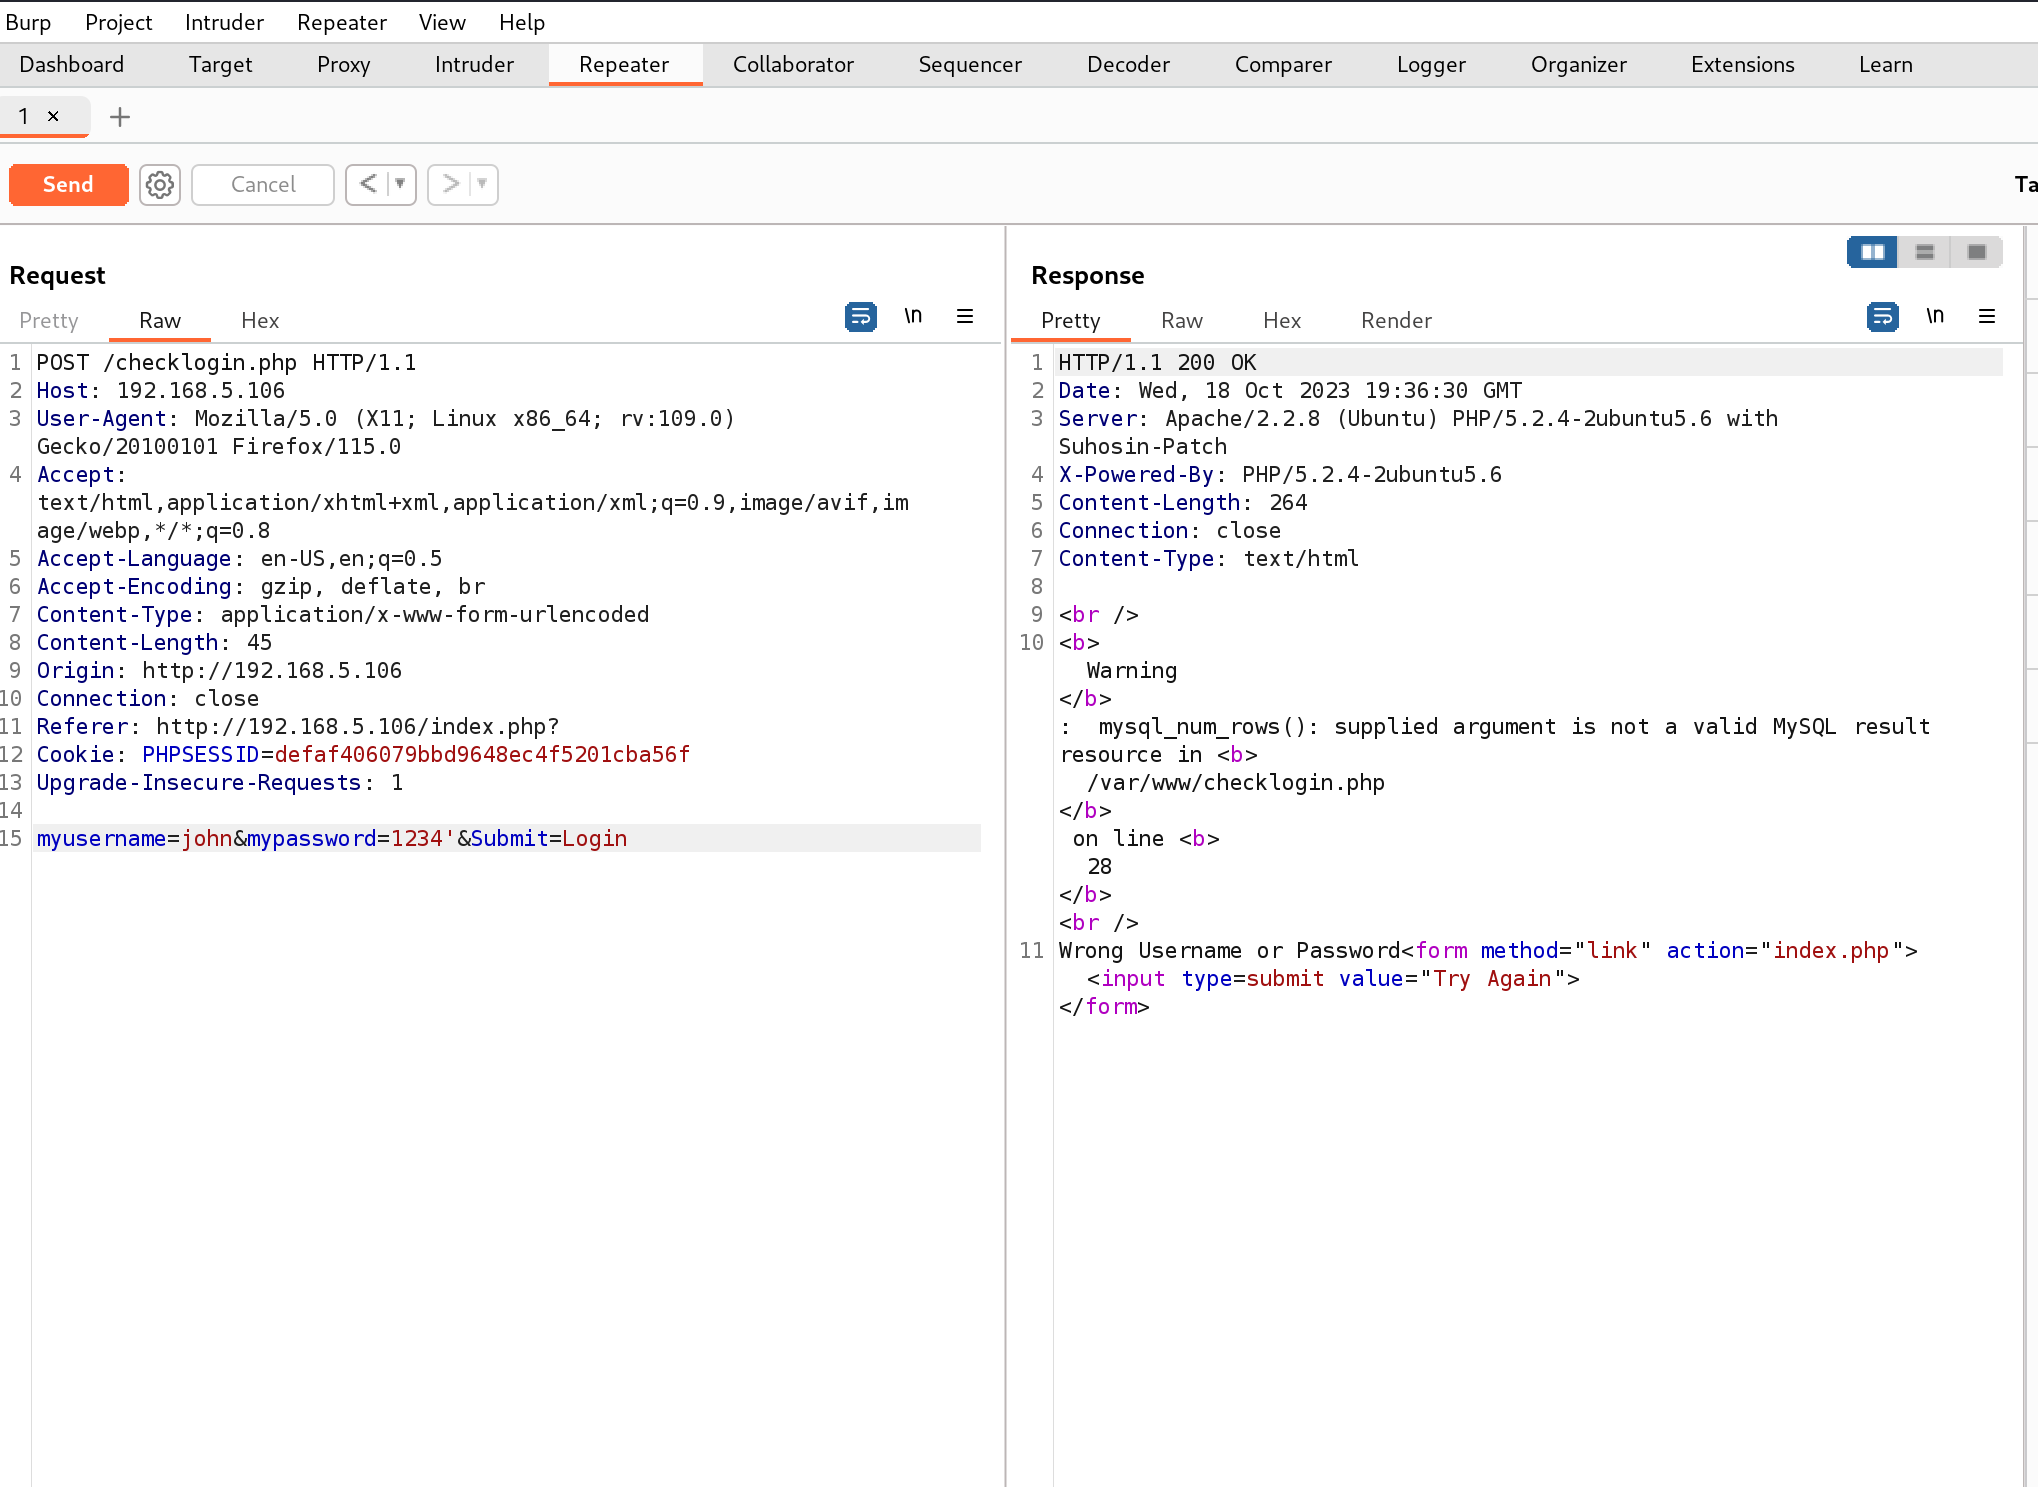 Burp Project Intruder Repeater View Help
Dashboard Target Proxy Intruder Repeater Collaborator Sequencer Decoder Comparer Logger Organizer Extensions Learn
1 ×
Send Cancel
Request
Pretty Raw Hex \n
1 POST /checklogin.php HTTP/1.1
2 Host: 192.168.5.106
3 User-Agent: Mozilla/5.0 (X11; Linux x86_64; rv:109.0)
Gecko/20100101 Firefox/115.0
4 Accept:
text/html,application/xhtml+xml,application/xml;q=0.9,image/avif,im
age/webp,*/*;q=0.8
5 Accept-Language: en-US,en;q=0.5
6 Accept-Encoding: gzip, deflate, br
7 Content-Type: application/x-www-form-urlencoded
8 Content-Length: 45
9 Origin: http://192.168.5.106
10 Connection: close
11 Referer: http://192.168.5.106/index.php?
12 Cookie: PHPSESSID=defaf406079bbd9648ec4f5201cba56f
13 Upgrade-Insecure-Requests: 1
14
15 myusername=john&mypassword=1234'&Submit=Login
Response
Pretty Raw Hex Render \n
1 HTTP/1.1 200 OK
2 Date: Wed, 18 Oct 2023 19:36:30 GMT
3 Server: Apache/2.2.8 (Ubuntu) PHP/5.2.4-2ubuntu5.6 with
Suhosin-Patch
4 X-Powered-By: PHP/5.2.4-2ubuntu5.6
5 Content-Length: 264
6 Connection: close
7 Content-Type: text/html
8
9 <br />
10 <b>
Warning
</b>
: mysql_num_rows(): supplied argument is not a valid MySQL result
resource in <b>
/var/www/checklogin.php
</b>
on line <b>
28
</b>
<br />
11 Wrong Username or Password<form method="link" action="index.php">
<input type=submit value="Try Again">
</form>